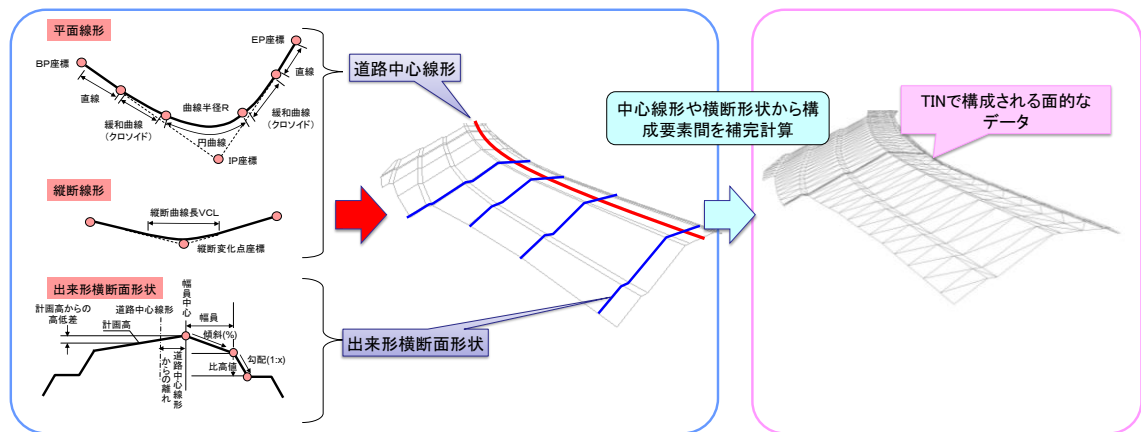 平面線形
EP座標
BP座標
直線
直線
曲線半径R
緩和曲線
(クロソイド)
緩和曲線
(クロソイド)
円曲線
IP座標
縦断線形
縦断曲線長VCL
縦断変化点座標
出来形横断面形状
幅員中心
計画高からの
高低差
道路中心線形
幅員
計画高
傾斜(%)
勾配(1:x)
比高値
道路中心線形
からの離れ
道路中心線形
出来形横断面形状
中心線形や横断形状から構
成要素間を補完計算
TINで構成される面的な
データ